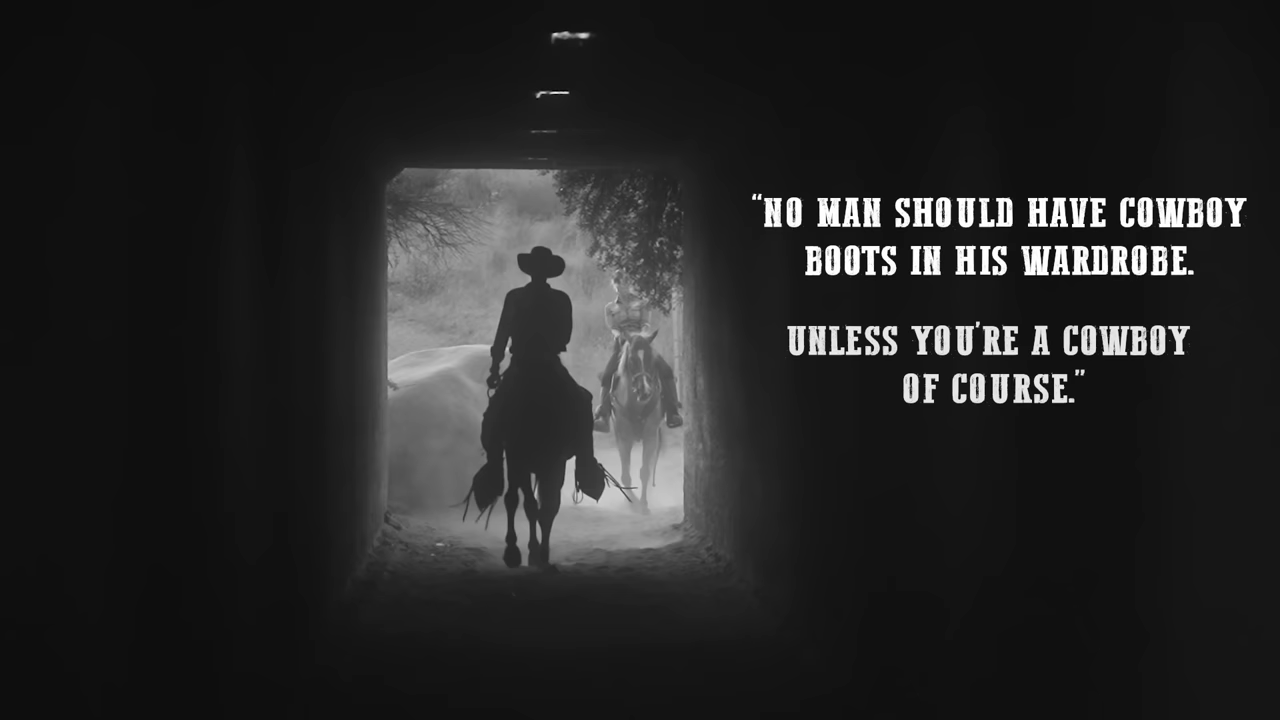 “NO MAN SHOULD HAVE COWBOY
BOOTS IN HIS WARDROBE.
UNLESS YOU'RE A COWBOY
OF COURSE.”